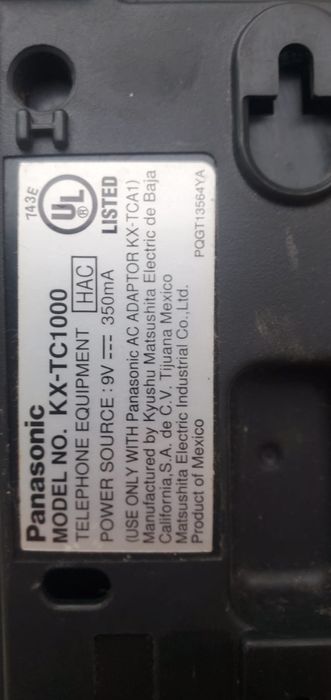 Panasonic
MODEL NO. KX-TC1000
TELEPHONE EQUIPMENT HAC
POWER SOURCE : 9V ⎓ 350mA
743E
UL ®
LISTED
(USE ONLY WITH Panasonic AC ADAPTOR KX-TCA1)
Manufactured by Kyushu Matsushita Electric de Baja
California,S.A. de C.V. Tijuana Mexico
Matsushita Electric Industrial Co.,Ltd.
Product of Mexico
PQGT13564YA